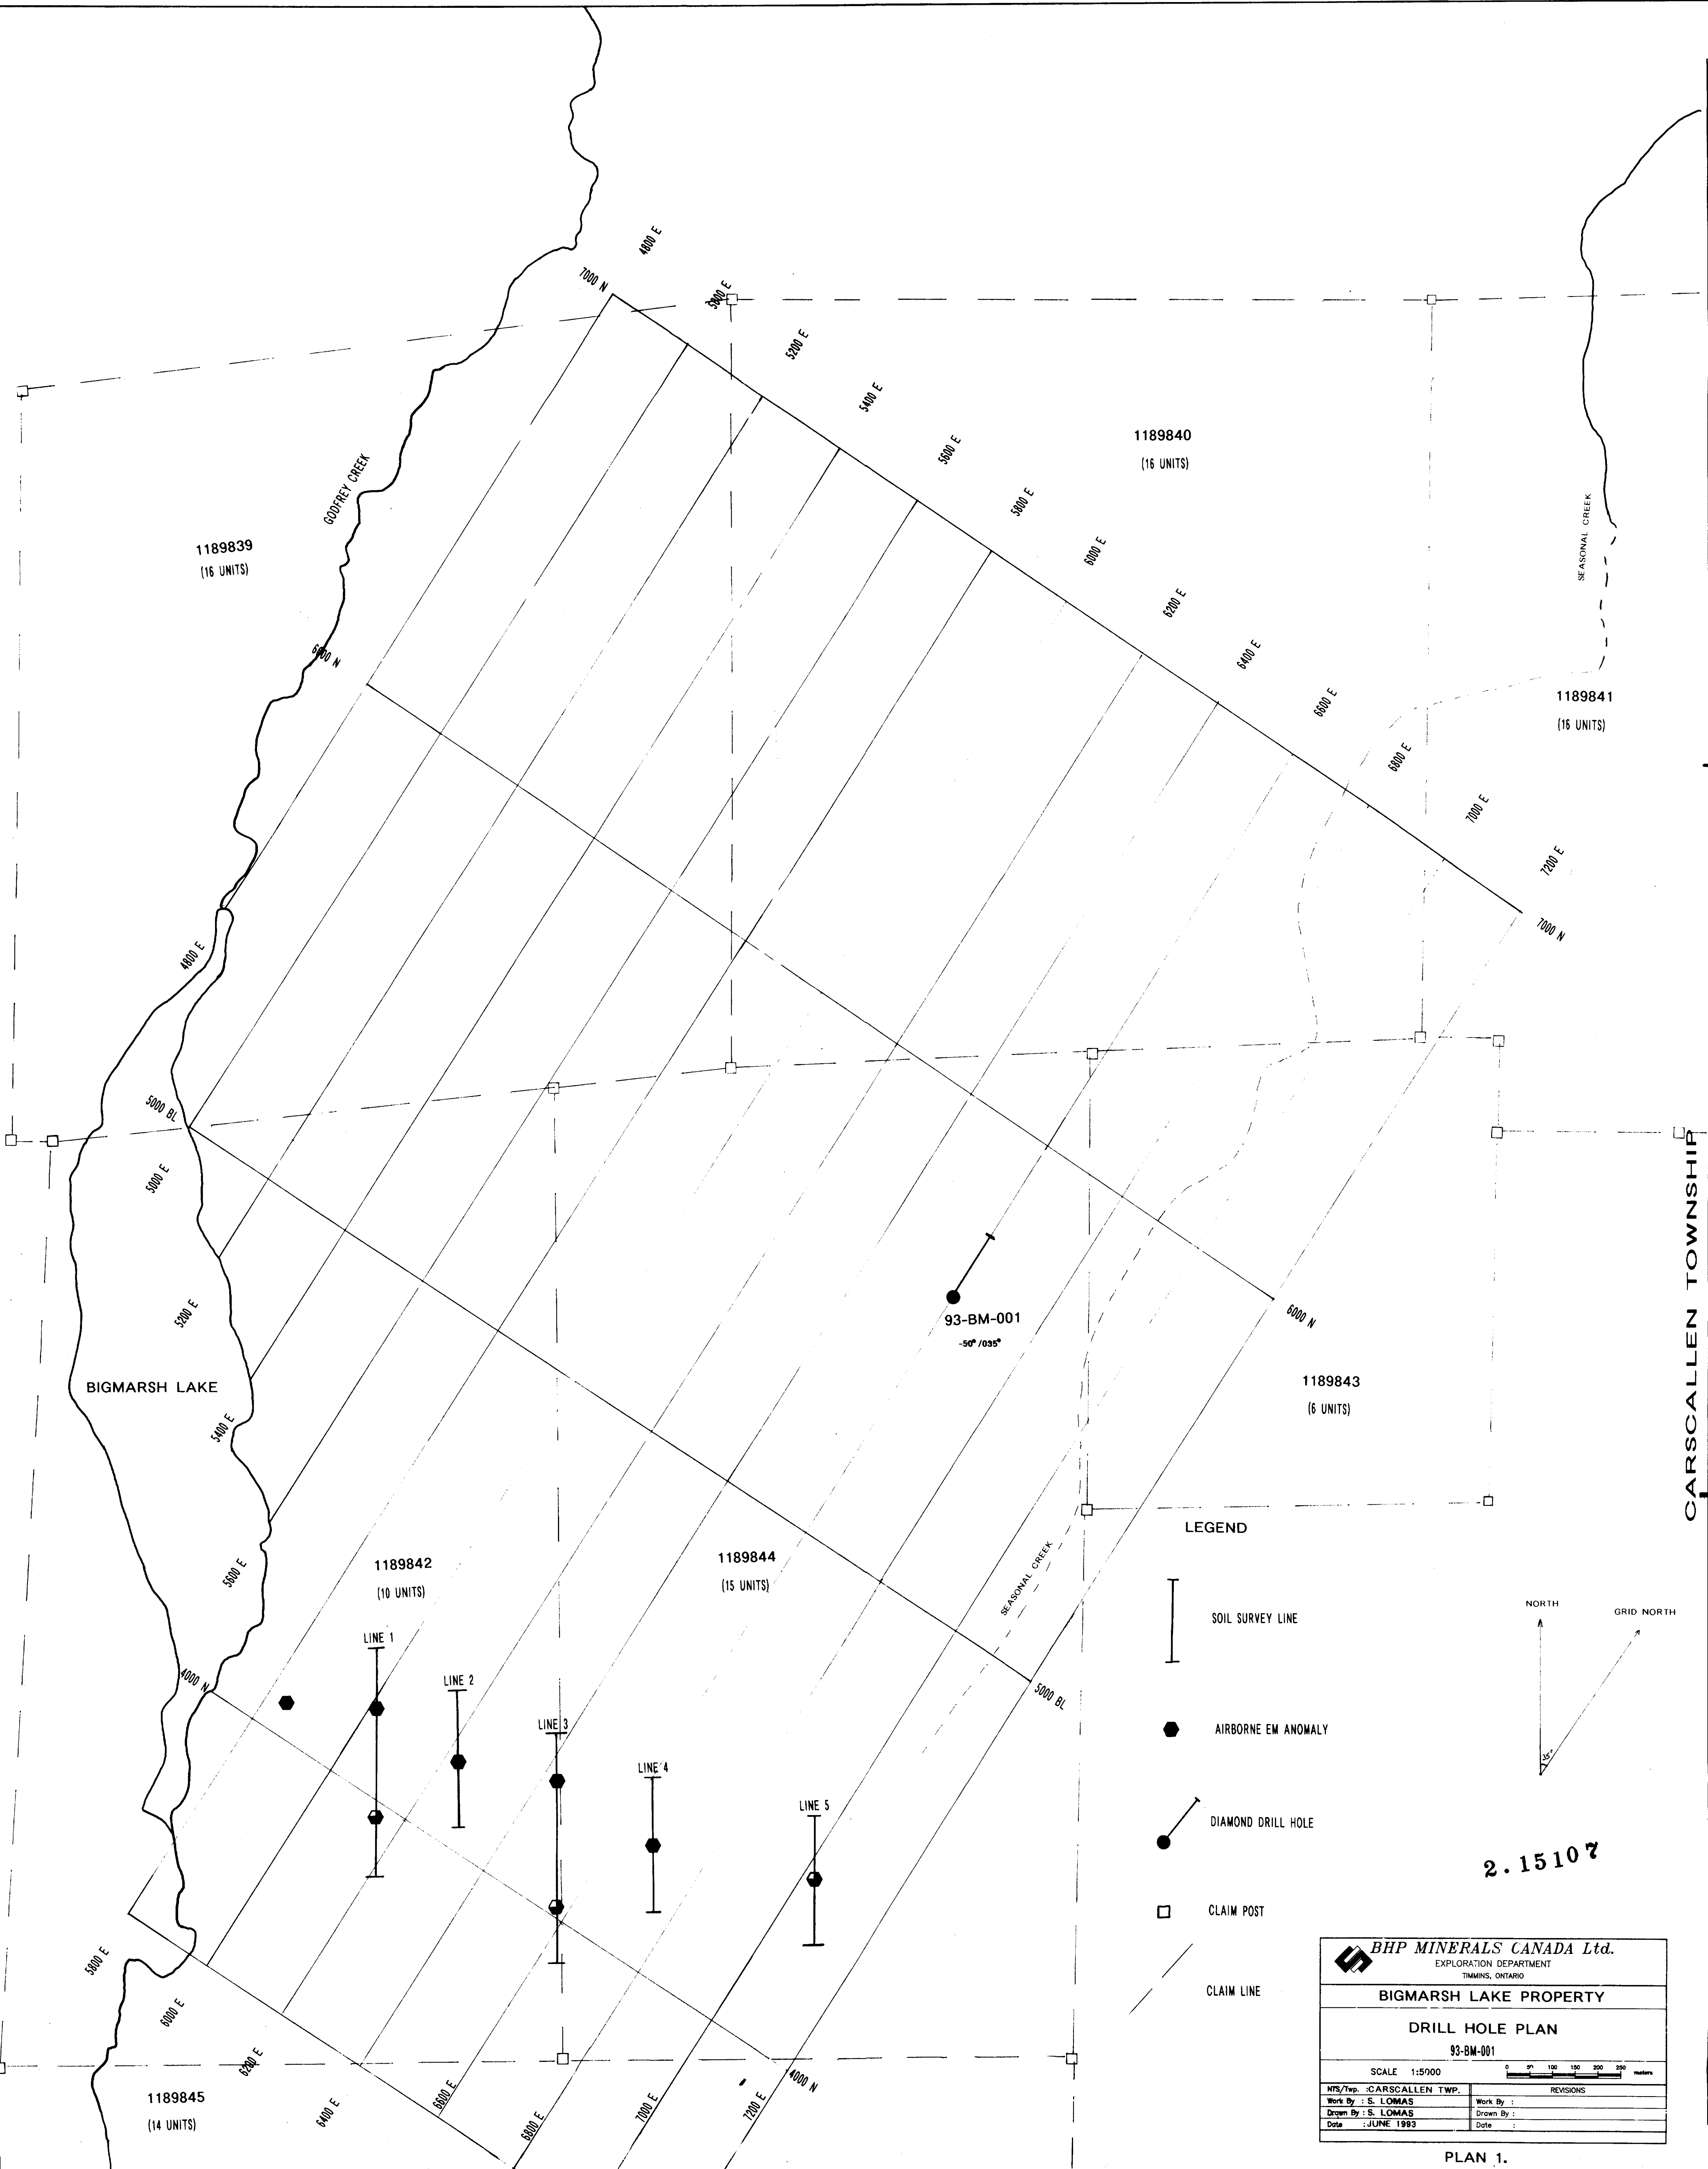 4800 E
7000 N
5000 E
5200 E
5400 E
5600 E
5800 E
6000 E
6200 E
6400 E
6600 E
6800 E
7000 E
7200 E
7000 N
1189840
(16 UNITS)
GODFREY CREEK
1189839
(16 UNITS)
SEASONAL CREEK
6000 N
1189841
(16 UNITS)
4800 E
5000 BL
5000 E
5200 E
BIGMARSH LAKE
5400 E
5600 E
93-BM-001
-50° /035°
6000 N
1189843
(6 UNITS)
CARSCALLEN TOWNSHIP
1189842
(10 UNITS)
1189844
(15 UNITS)
SEASONAL CREEK
5000 BL
4000 N
LINE 1
LINE 2
LINE 3
LINE 4
LINE 5
5800 E
6000 E
6200 E
6400 E
6600 E
6800 E
7000 E
7200 E
4000 N
1189845
(14 UNITS)
LEGEND
SOIL SURVEY LINE
AIRBORNE EM ANOMALY
DIAMOND DRILL HOLE
CLAIM POST
CLAIM LINE
NORTH
GRID NORTH
2.15107
BHP MINERALS CANADA Ltd.
EXPLORATION DEPARTMENT
TIMMINS, ONTARIO
BIGMARSH LAKE PROPERTY
DRILL HOLE PLAN
93-BM-001
SCALE 1:5000
0 50 100 150 200 250 meters
NTS/Twp. :CARSCALLEN TWP.
REVISIONS
Work By : S. LOMAS
Work By :
Drawn By : S. LOMAS
Drawn By :
Date : JUNE 1993
Date :
PLAN 1.